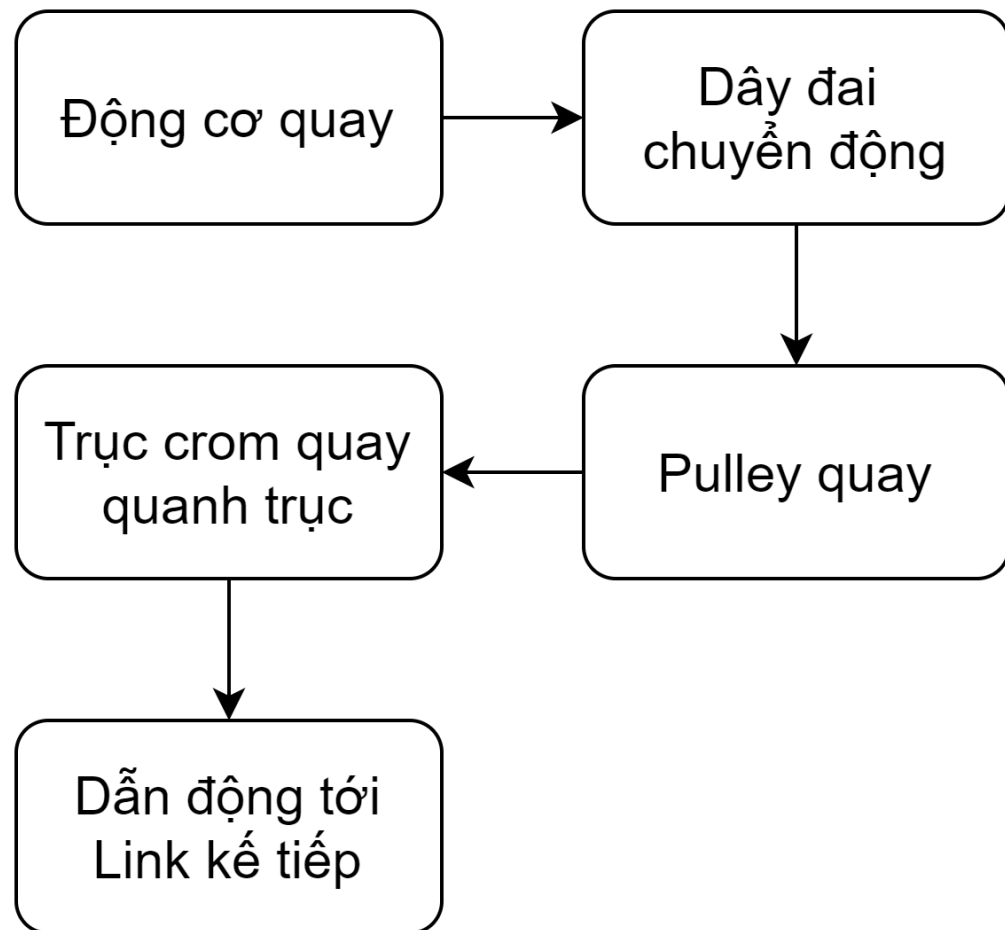 Động cơ quay
Dây đai
chuyển động
Pulley quay
Trục crom quay
quanh trục
Dẫn động tới
Link kế tiếp